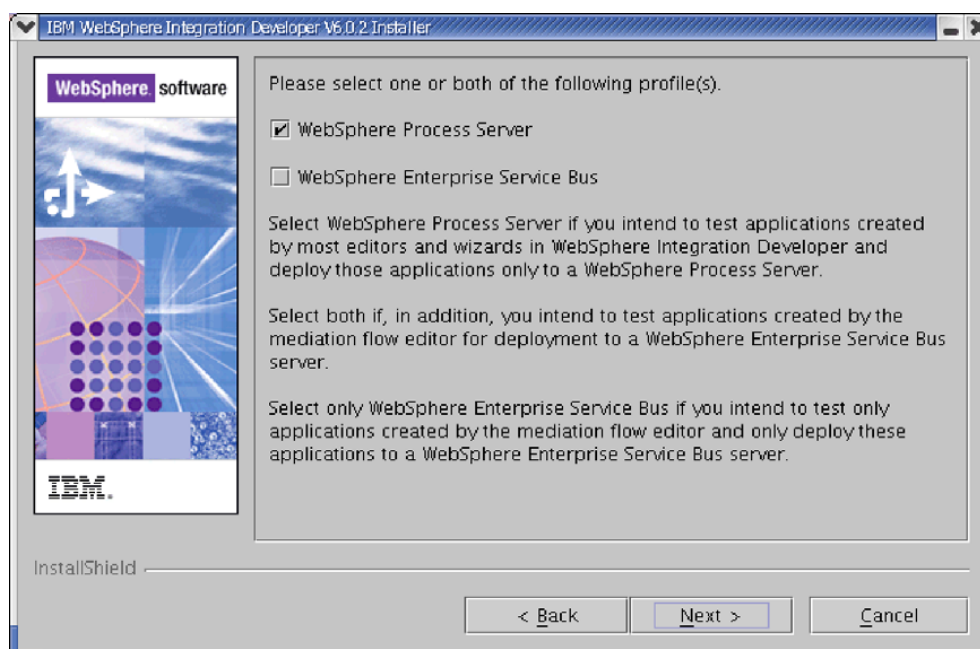 IBM WebSphere Integration Developer V6.0.2 Installer
WebSphere. software
Please select one or both of the following profile(s).
WebSphere Process Server
WebSphere Enterprise Service Bus
Select WebSphere Process Server if you intend to test applications created
by most editors and wizards in WebSphere Integration Developer and
deploy those applications only to a WebSphere Process Server.
Select both if, in addition, you intend to test applications created by the
mediation flow editor for deployment to a WebSphere Enterprise Service Bus
server.
Select only WebSphere Enterprise Service Bus if you intend to test only
applications created by the mediation flow editor and only deploy these
applications to a WebSphere Enterprise Service Bus server.
IBM.
InstallShield
< Back
Next >
Cancel